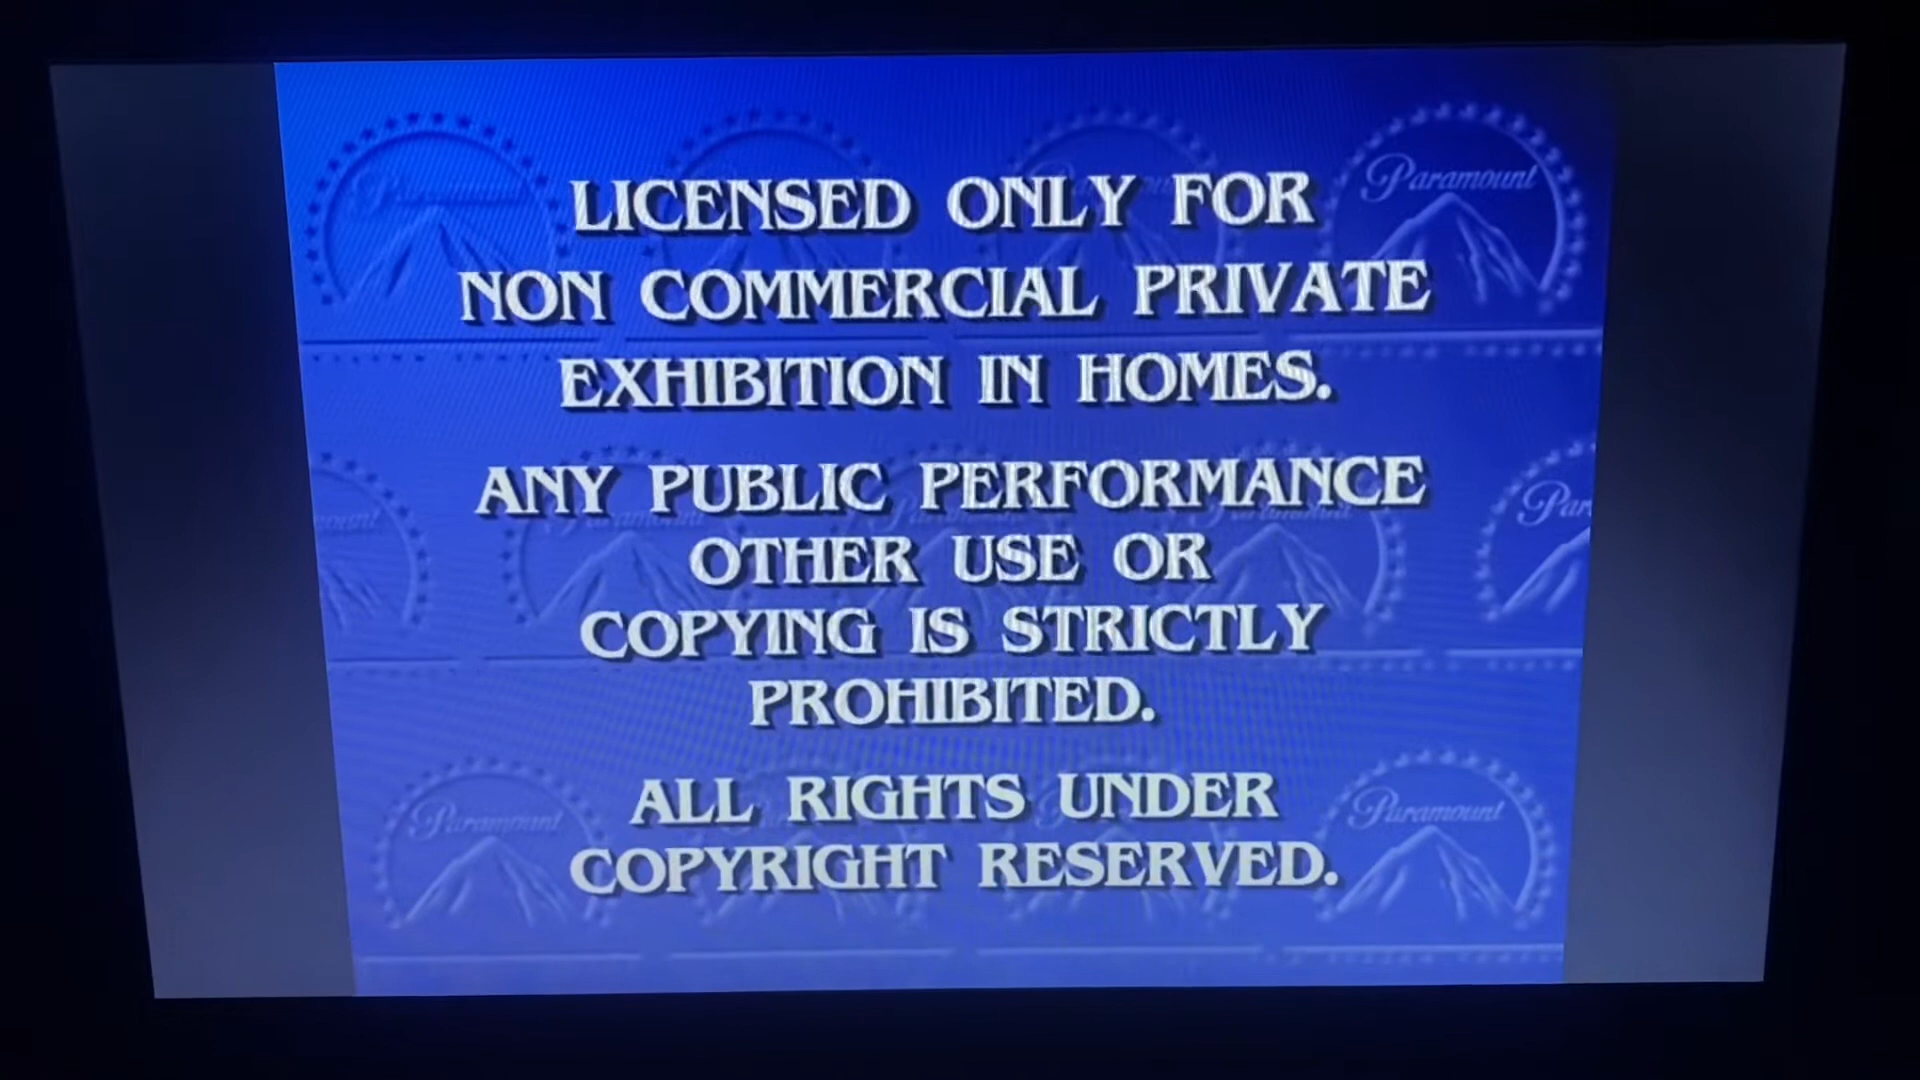 LICENSED ONLY FOR
NON COMMERCIAL PRIVATE
EXHIBITION IN HOMES.
ANY PUBLIC PERFORMANCE
OTHER USE OR
COPYING IS STRICTLY
PROHIBITED.
ALL RIGHTS UNDER
COPYRIGHT RESERVED.
Paramount
Paramount
Paramount